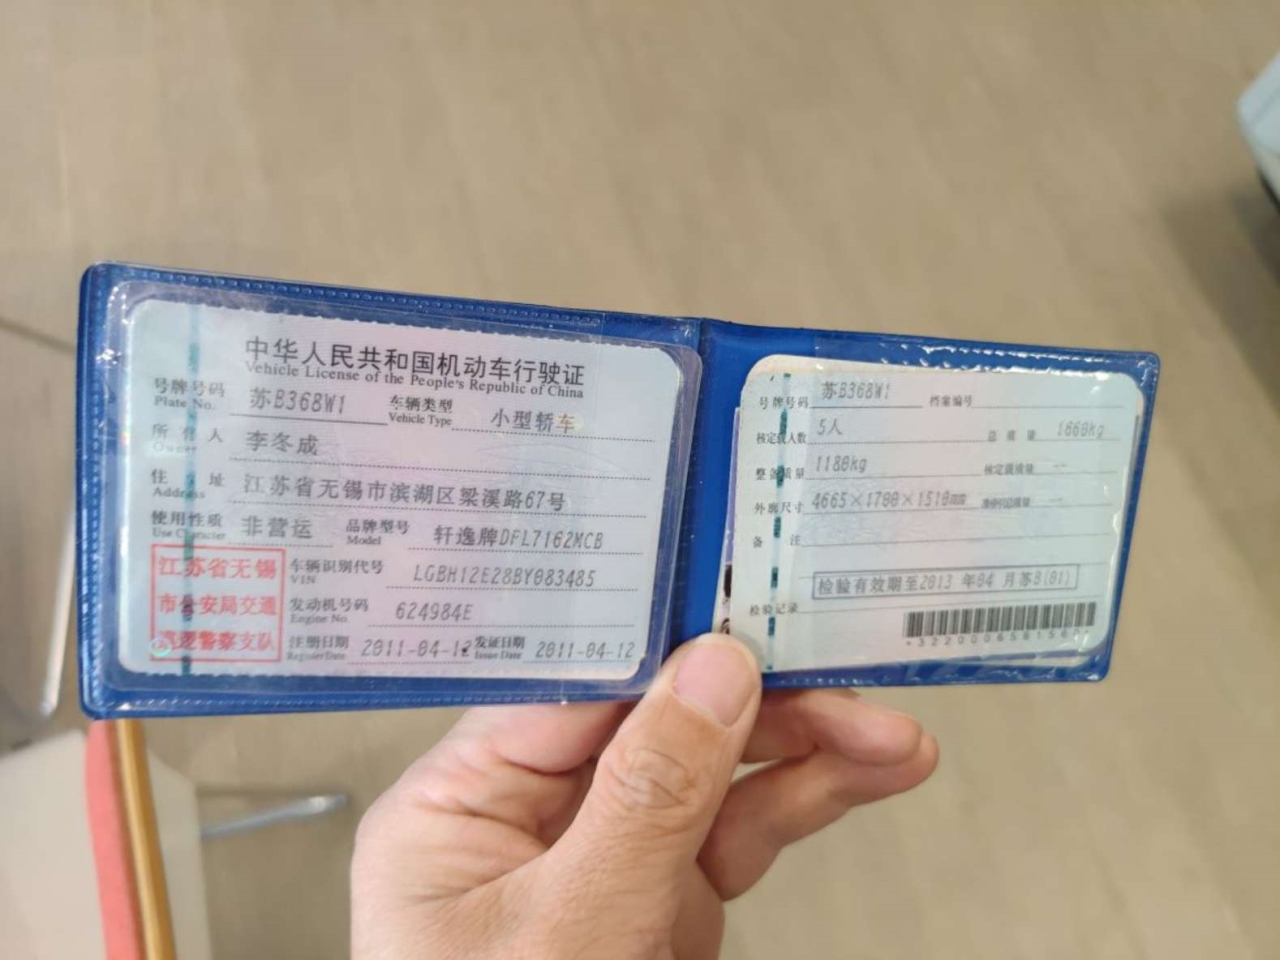 中华人民共和国机动车行驶证
Vehicle License of the People's Republic of China
号牌号码 苏B368W1 车辆类型 小型轿车
Plate No. Vehicle Type
所有人 李冬成
Owner
住址 江苏省无锡市滨湖区梁溪路67号
Address
使用性质 非营运 品牌型号 轩逸牌DFL7162MCB
Use Character Model
江苏省无锡
市公安局交通
巡逻警察支队
车辆识别代号 LGBH12E28BY083485
VIN
发动机号码 624984E
Engine No.
注册日期 2011-04-12 发证日期 2011-04-12
Register Date Issue Date
号牌号码 苏B368W1 档案编号
核定载人数 5人 总质量 1660kg
整备质量 1180kg 核定载质量 --
外廓尺寸 4665×1700×1510mm --
备注
检验有效期至2013 年04 月苏B(01)
检验记录